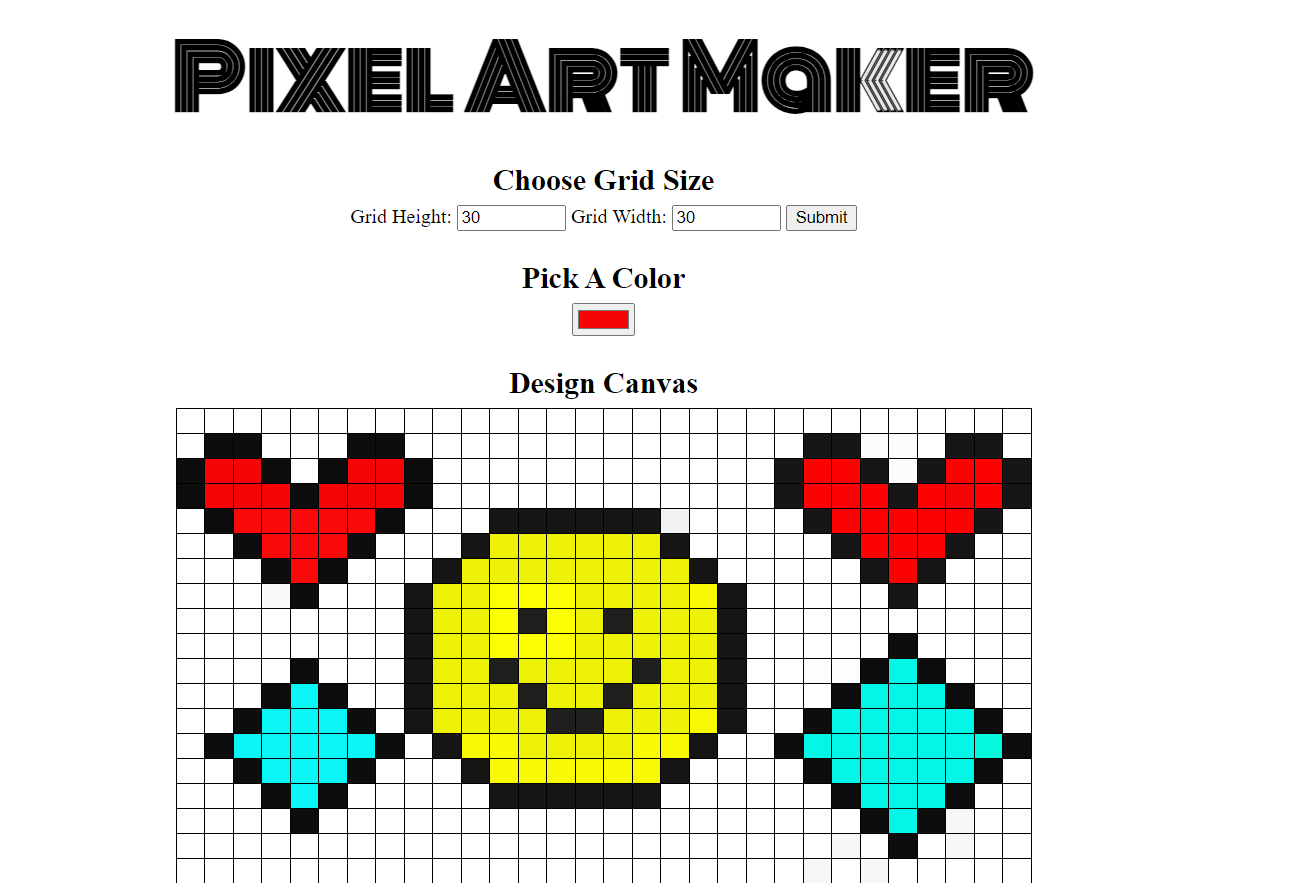 PIXEL ART MaKER
Choose Grid Size
Grid Height: 30 Grid Width: 30 Submit
Pick A Color
Design Canvas